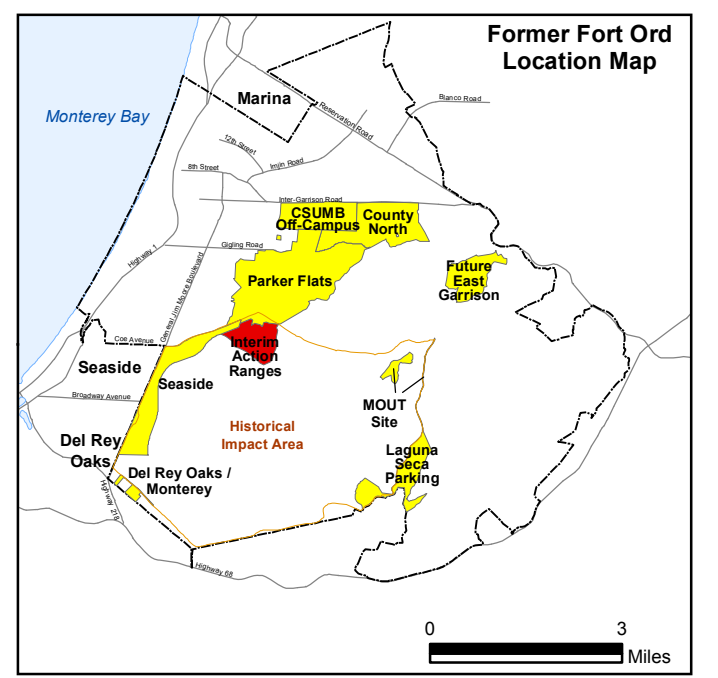 Former Fort Ord
Location Map
Marina
Monterey Bay
Blanco Road
Reservation Road
12th Street
Imjin Road
8th Street
Inter-Garrison Road
CSUMB
Off-Campus
County
North
Gigling Road
Highway 1
General Jim Moore Boulevard
Parker Flats
Future
East
Garrison
Coe Avenue
Interim
Action
Ranges
Seaside
Seaside
Broadway Avenue
MOUT
Site
Historical
Impact Area
Del Rey
Oaks
Laguna
Seca
Parking
Del Rey Oaks /
Monterey
Highway 218
Highway 68
0
3
Miles